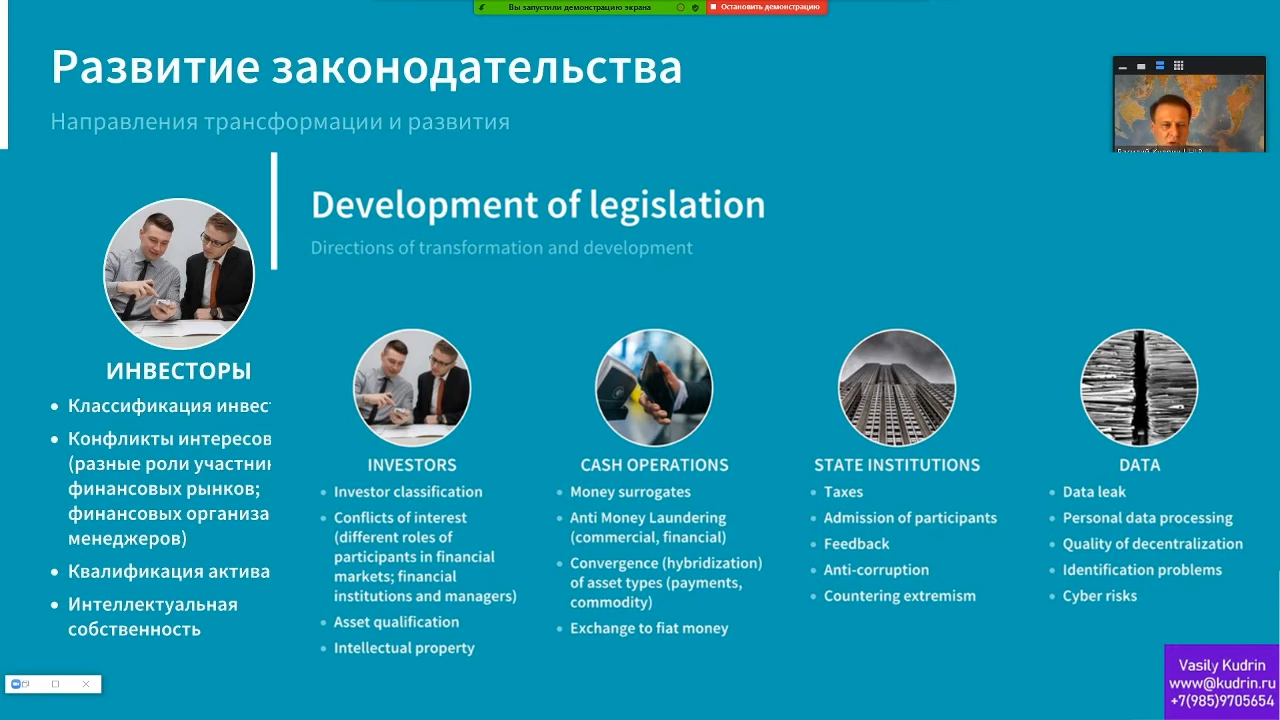 Вы запустили демонстрацию экрана
Остановить демонстрацию
Развитие законодательства
Направления трансформации и развития
Development of legislation
Directions of transformation and development
ИНВЕСТОРЫ
Классификация
Конфликты интересов
(разные роли
финансовых рынков;
финансовых
менеджеров)
Квалификация
Интеллектуальная
собственность
INVESTORS
Investor classification
Conflicts of interest
(different roles of
participants in financial
markets; financial
institutions and managers)
Asset qualification
Intellectual property
CASH OPERATIONS
Money surrogates
Anti Money Laundering
(commercial, financial)
Convergence (hybridization)
of asset types (payments,
commodity)
Exchange to fiat money
STATE INSTITUTIONS
Taxes
Admission of participants
Feedback
Anti-corruption
Countering extremism
DATA
Data leak
Personal data processing
Quality of decentralization
Identification problems
Cyber risks
Vasily Kudrin
www@kudrin.ru
+7(985)9705654